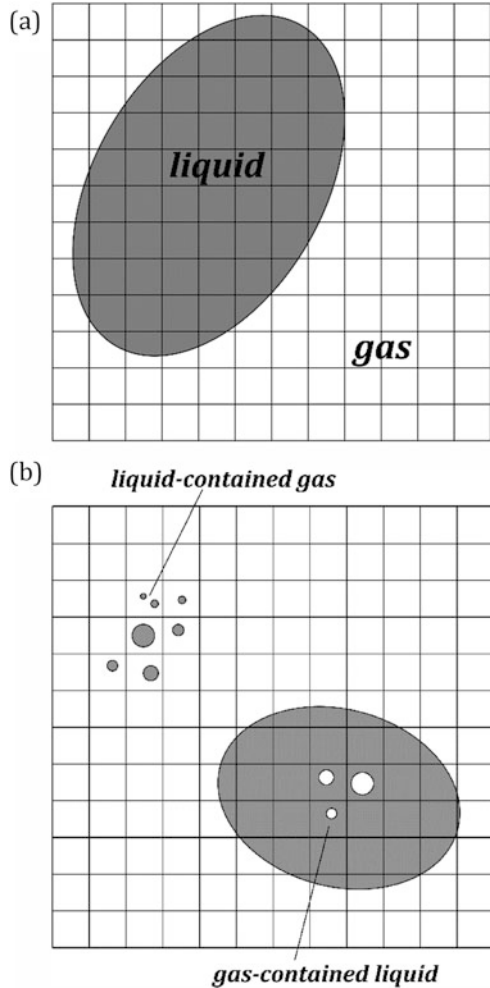 (a)
liquid
gas
(b)
liquid-contained gas
gas-contained liquid